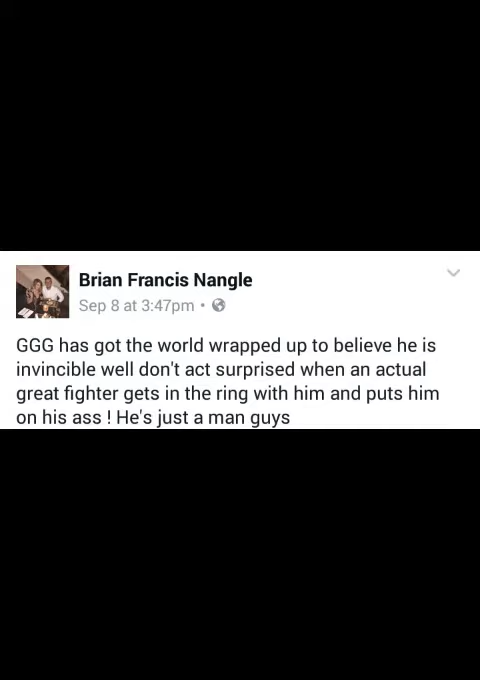 Brian Francis Nangle
Sep 8 at 3:47pm •
GGG has got the world wrapped up to believe he is
invincible well don't act surprised when an actual
great fighter gets in the ring with him and puts him
on his ass ! He's just a man guys